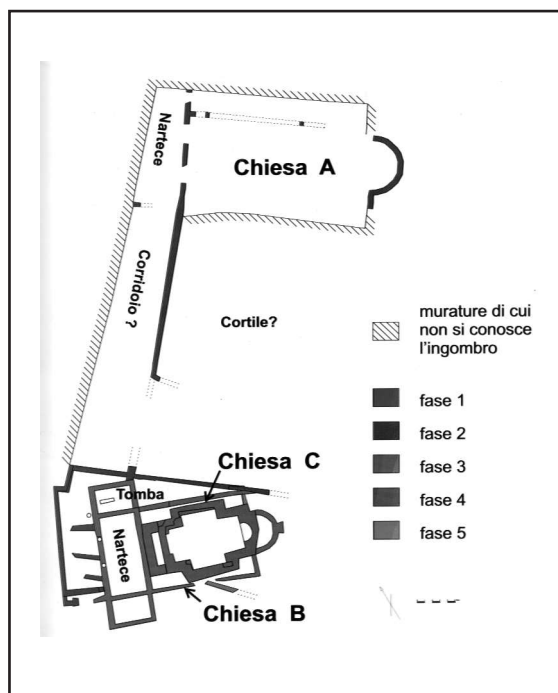 Nartece
Chiesa A
Corridoio ?
Cortile?
murature di cui
non si conosce
l'ingombro
fase 1
fase 2
fase 3
fase 4
fase 5
Chiesa C
Tomba
Nartece
Chiesa B